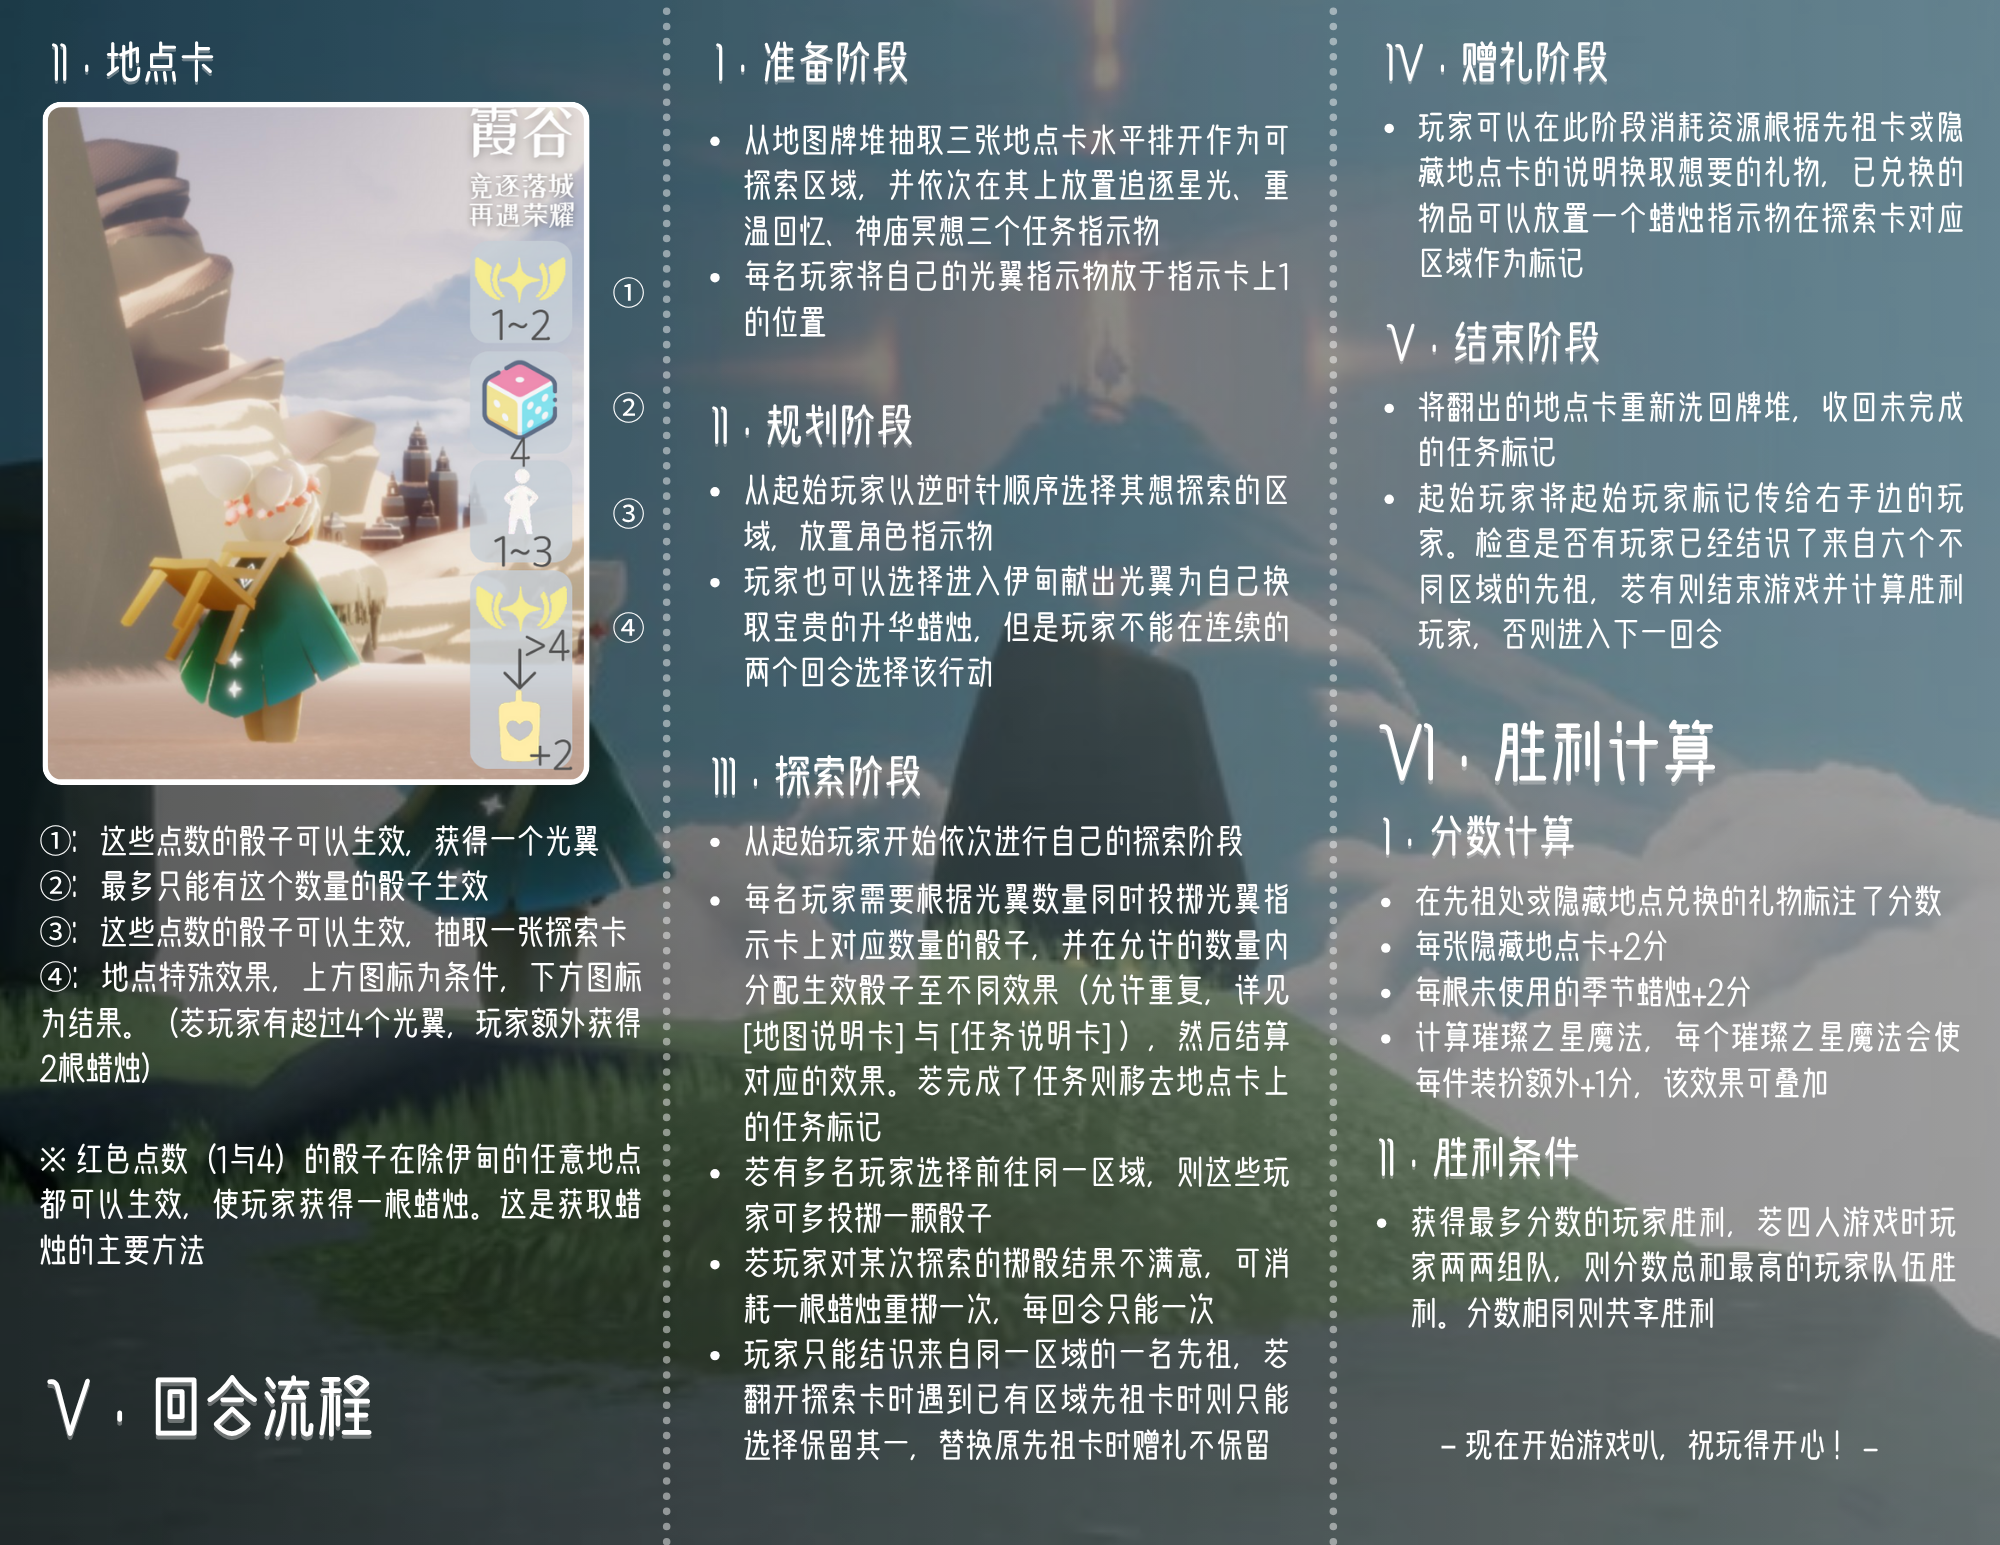 II · 地点卡
霞谷
竞逐落城
再遇荣耀
1~2
①
4
②
1~3
③
>4
+2
④
①: 这些点数的骰子可以生效, 获得一个光翼
②: 最多只能有这个数量的骰子生效
③: 这些点数的骰子可以生效, 抽取一张探索卡
④: 地点特殊效果, 上方图标为条件, 下方图标
为结果。(若玩家有超过4个光翼, 玩家额外获得
2根蜡烛)
※ 红色点数 (1与4) 的骰子在除伊甸的任意地点
都可以生效, 使玩家获得一根蜡烛。这是获取蜡
烛的主要方法
V · 回合流程
I · 准备阶段
• 从地图牌堆抽取三张地点卡水平排开作为可
探索区域, 并依次在其上放置追逐星光、重
温回忆、神庙冥想三个任务指示物
• 每名玩家将自己的光翼指示物放于指示卡上1
的位置
II · 规划阶段
• 从起始玩家以逆时针顺序选择其想探索的区
域, 放置角色指示物
• 玩家也可以选择进入伊甸献出光翼为自己换
取宝贵的升华蜡烛, 但是玩家不能在连续的
两个回合选择该行动
III · 探索阶段
• 从起始玩家开始依次进行自己的探索阶段
• 每名玩家需要根据光翼数量同时投掷光翼指
示卡上对应数量的骰子, 并在允许的数量内
分配生效骰子至不同效果 (允许重复, 详见
[地图说明卡] 与 [任务说明卡] ) , 然后结算
对应的效果。若完成了任务则移去地点卡上
的任务标记
• 若有多名玩家选择前往同一区域, 则这些玩
家可多投掷一颗骰子
• 若玩家对某次探索的掷骰结果不满意, 可消
耗一根蜡烛重掷一次, 每回合只能一次
• 玩家只能结识来自同一区域的一名先祖, 若
翻开探索卡时遇到已有区域先祖卡时则只能
选择保留其一, 替换原先祖卡时赠礼不保留
IV · 赠礼阶段
• 玩家可以在此阶段消耗资源根据先祖卡或隐
藏地点卡的说明换取想要的礼物, 已兑换的
物品可以放置一个蜡烛指示物在探索卡对应
区域作为标记
V · 结束阶段
• 将翻出的地点卡重新洗回牌堆, 收回未完成
的任务标记
• 起始玩家将起始玩家标记传给右手边的玩
家。检查是否有玩家已经结识了来自六个不
同区域的先祖, 若有则结束游戏并计算胜利
玩家, 否则进入下一回合
VI · 胜利计算
I · 分数计算
• 在先祖处或隐藏地点兑换的礼物标注了分数
• 每张隐藏地点卡+2分
• 每根未使用的季节蜡烛+2分
• 计算璀璨之星魔法, 每个璀璨之星魔法会使
每件装扮额外+1分, 该效果可叠加
II · 胜利条件
• 获得最多分数的玩家胜利, 若四人游戏时玩
家两两组队, 则分数总和最高的玩家队伍胜
利。分数相同则共享胜利
– 现在开始游戏叭, 祝玩得开心! –